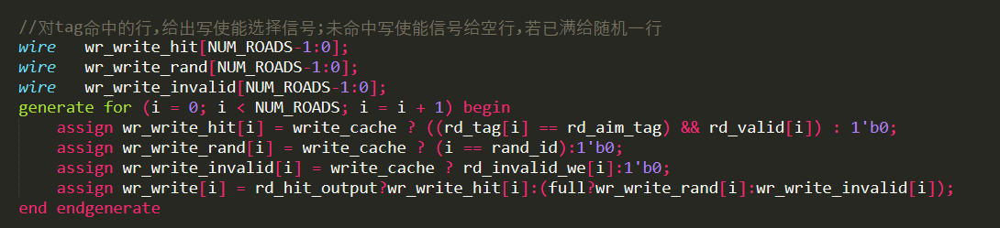 //对tag命中的行,给出写使能选择信号;未命中写使能信号给空行,若已满给随机一行
wire   wr_write_hit[NUM_ROADS-1:0];
wire   wr_write_rand[NUM_ROADS-1:0];
wire   wr_write_invalid[NUM_ROADS-1:0];
generate for (i = 0; i < NUM_ROADS; i = i + 1) begin
    assign wr_write_hit[i] = write_cache ? ((rd_tag[i] == rd_aim_tag) && rd_valid[i]) : 1'b0;
    assign wr_write_rand[i] = write_cache ? (i == rand_id):1'b0;
    assign wr_write_invalid[i] = write_cache ? rd_invalid_we[i]:1'b0;
    assign wr_write[i] = rd_hit_output?wr_write_hit[i]:(full?wr_write_rand[i]:wr_write_invalid[i]);
end endgenerate